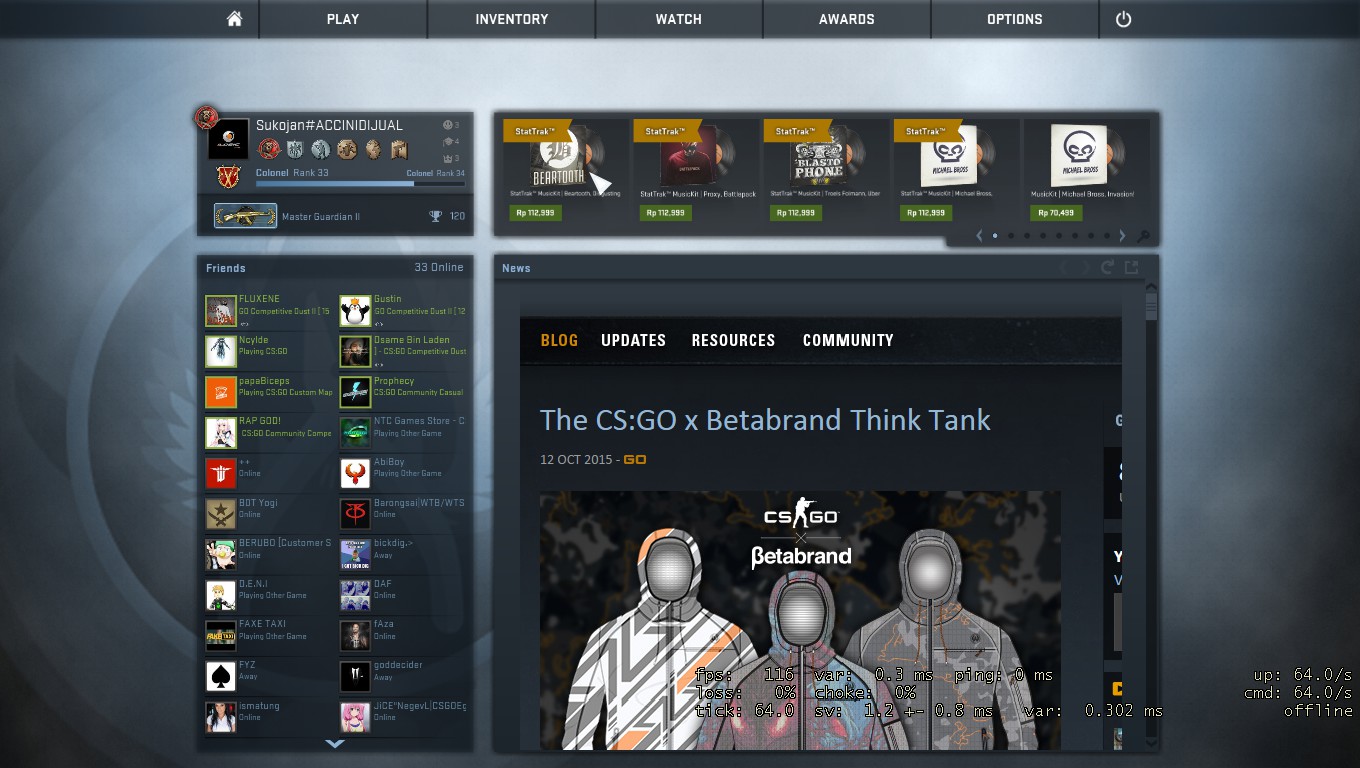 PLAY
INVENTORY
WATCH
AWARDS
OPTIONS
Sukojan#ACCINIDIJUAL
3
4
3
Colonel Rank 33
Colonel Rank 34
Master Guardian II
120
StatTrak™
StatTrak™
StatTrak™
StatTrak™
BEARTOOTH
BLASTO PHONE
MICHAEL BROSS
MICHAEL BROSS
StatTrak™ MusicKit | Beartooth, Disgusting
StatTrak™ MusicKit | Proxy, Battlepack
StatTrak™ MusicKit | Troels Folmann, Uber
StatTrak™ MusicKit | Michael Bross,
MusicKit | Michael Bross, Invasion!
Rp 112,999
Rp 112,999
Rp 112,999
Rp 112,999
Rp 70,499
Friends
33 Online
FLUXENE
GO Competitive Dust II [ 15
Gustin
GO Competitive Dust II [ 12
Ncylde
Playing CS:GO
Osame Bin Laden
] - CS:GO Competitive Dust
papaBiceps
Playing CS:GO Custom Map
Prophecy
CS:GO Community Casual
RAP GOD!
CS:GO Community Compe
NTC Games Store - C
Playing Other Game
++
Online
AbiBoy
Playing Other Game
BOT Yogi
Online
Barongsai|WTB/WTS
Online
BERUBO [Customer S
Online
bickdig.>
Away
D.E.N.I
Playing Other Game
DAF
Online
FAXE TAXI
Playing Other Game
fAza
Online
FYZ
Away
goddecider
Away
ismatung
Online
JiCE"NegevL|CSGOEg
Online
News
BLOG
UPDATES
RESOURCES
COMMUNITY
The CS:GO x Betabrand Think Tank
12 OCT 2015 - GO
CS GO
βetabrand
fps: 116 var: 0.3 ms ping: 0 ms
loss: 0% choke: 0%
tick: 64.0 sv: 1.2 +- 0.8 ms var: 0.302 ms
up: 64.0/s
cmd: 64.0/s
offline